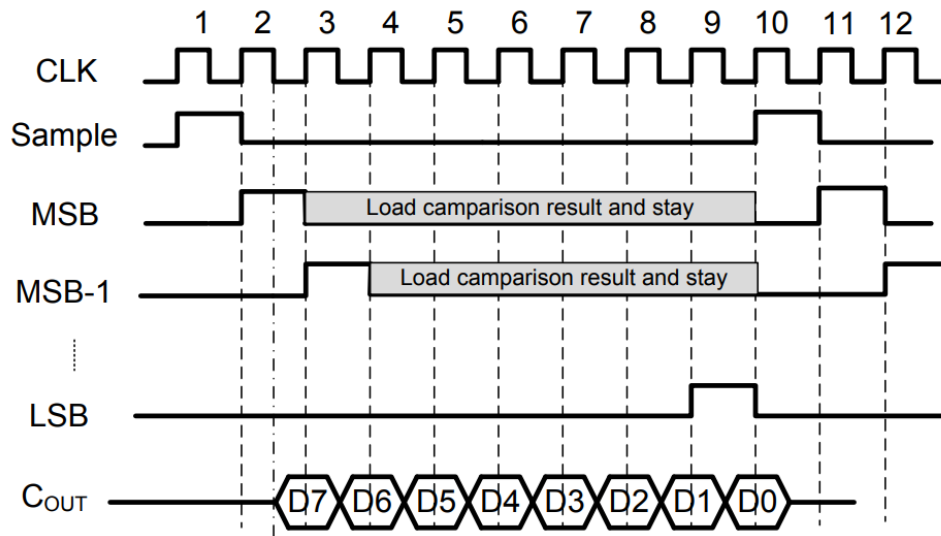 1 2 3 4 5 6 7 8 9 10 11 12
CLK
Sample
MSB
Load camparison result and stay
MSB-1
Load camparison result and stay
LSB
COUT
D7 D6 D5 D4 D3 D2 D1 D0